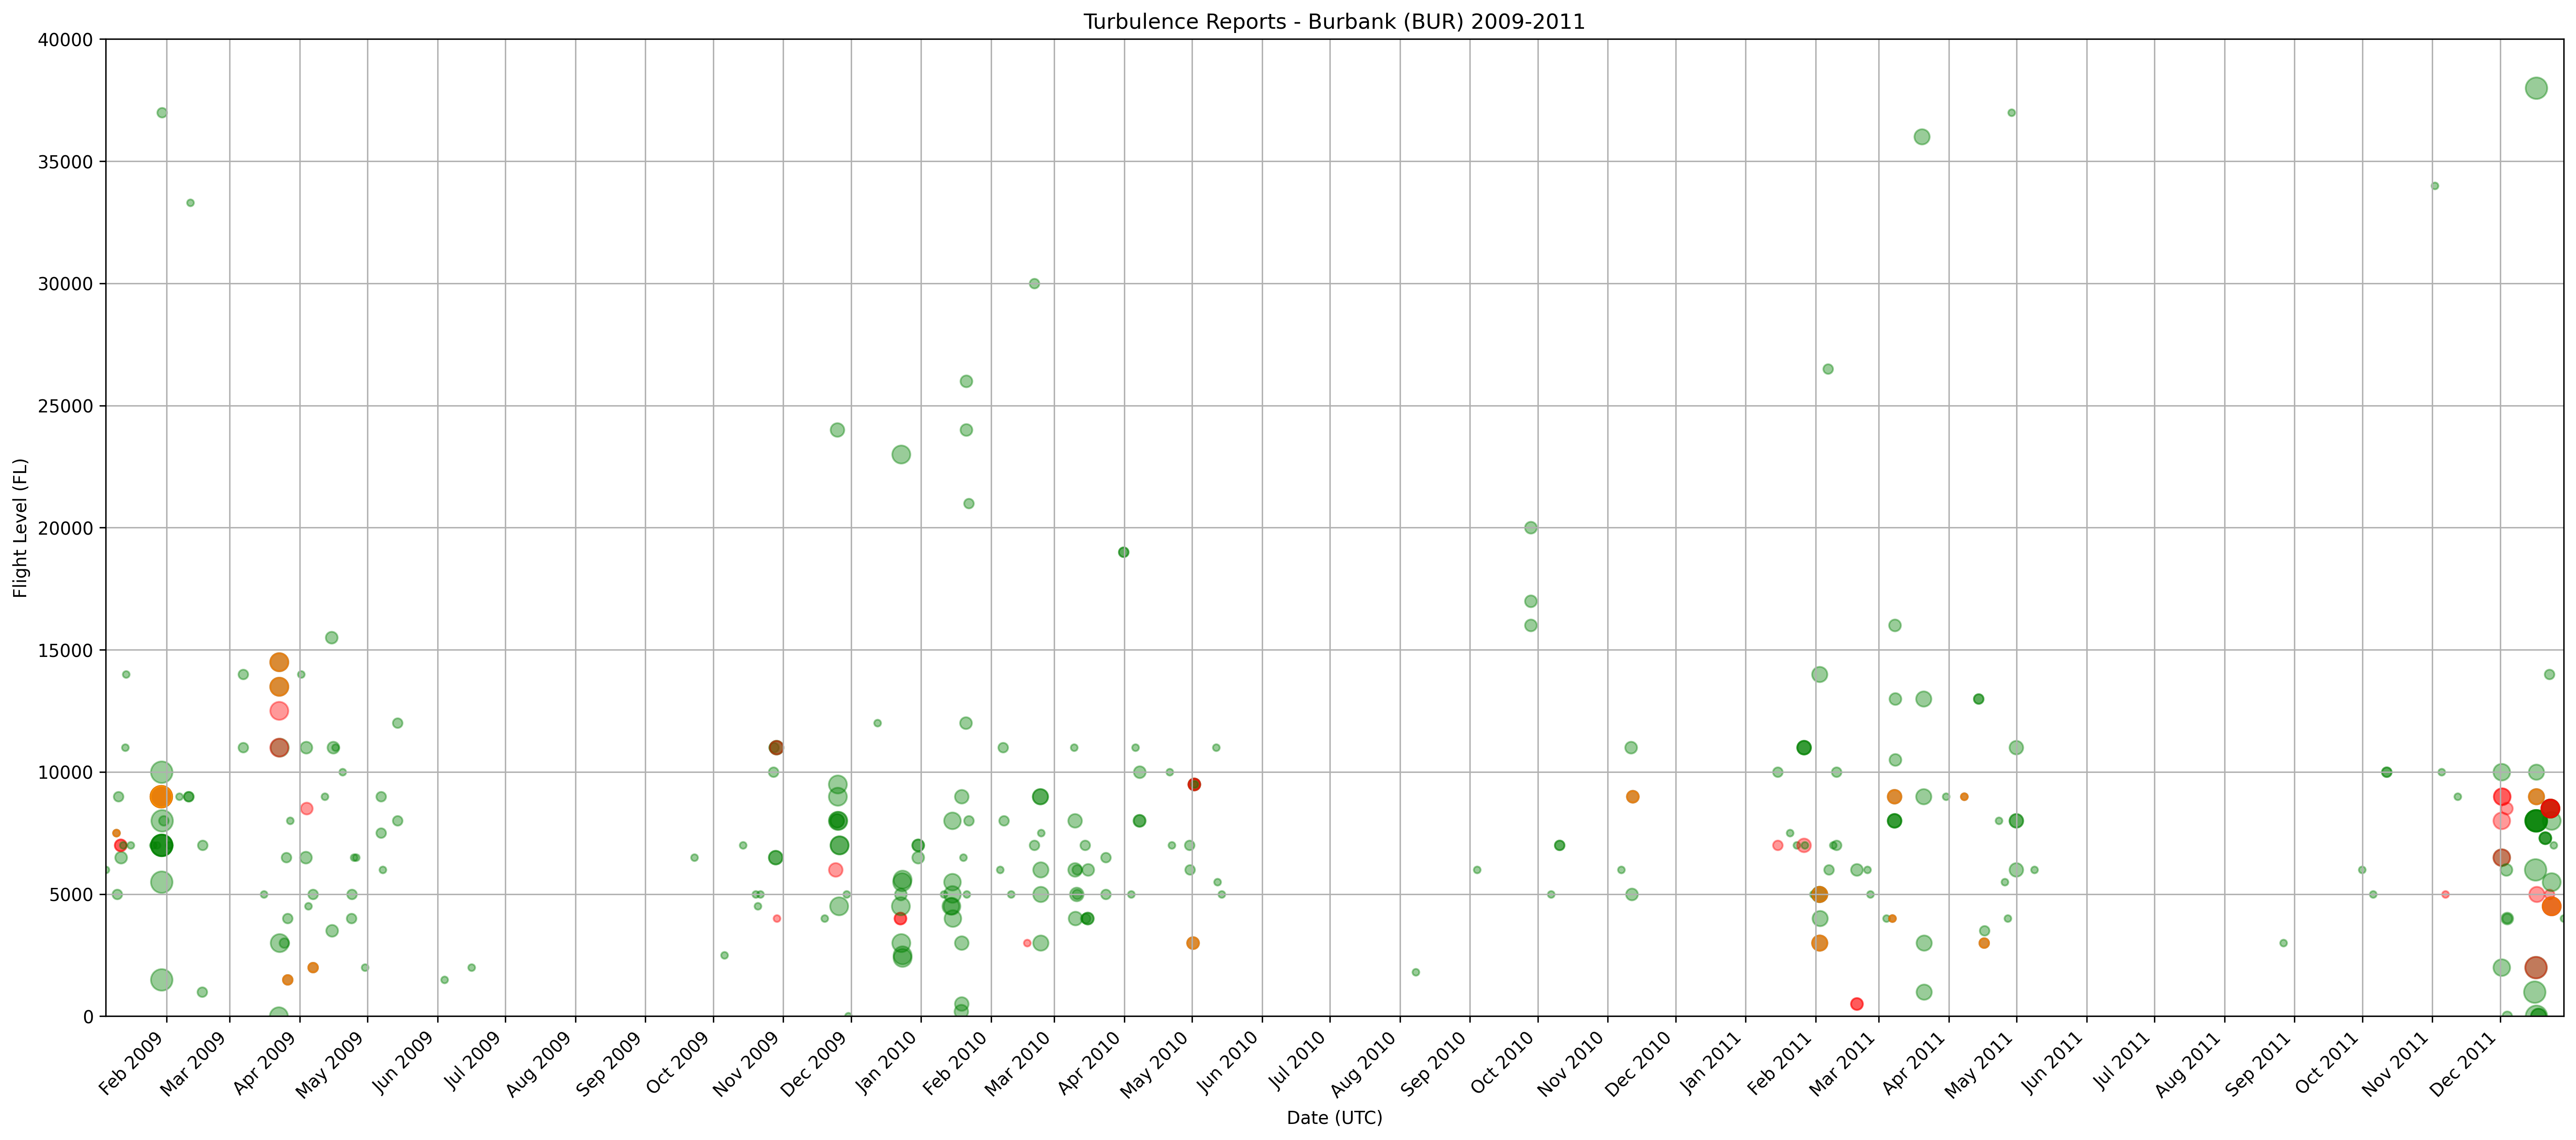 Turbulence Reports - Burbank (BUR) 2009-2011
40000
35000
30000
25000
20000
15000
10000
5000
0
Flight Level (FL)
Feb 2009
Mar 2009
Apr 2009
May 2009
Jun 2009
Jul 2009
Aug 2009
Sep 2009
Oct 2009
Nov 2009
Dec 2009
Jan 2010
Feb 2010
Mar 2010
Apr 2010
May 2010
Jun 2010
Jul 2010
Aug 2010
Sep 2010
Oct 2010
Nov 2010
Dec 2010
Jan 2011
Feb 2011
Mar 2011
Apr 2011
May 2011
Jun 2011
Jul 2011
Aug 2011
Sep 2011
Oct 2011
Nov 2011
Dec 2011
Date (UTC)